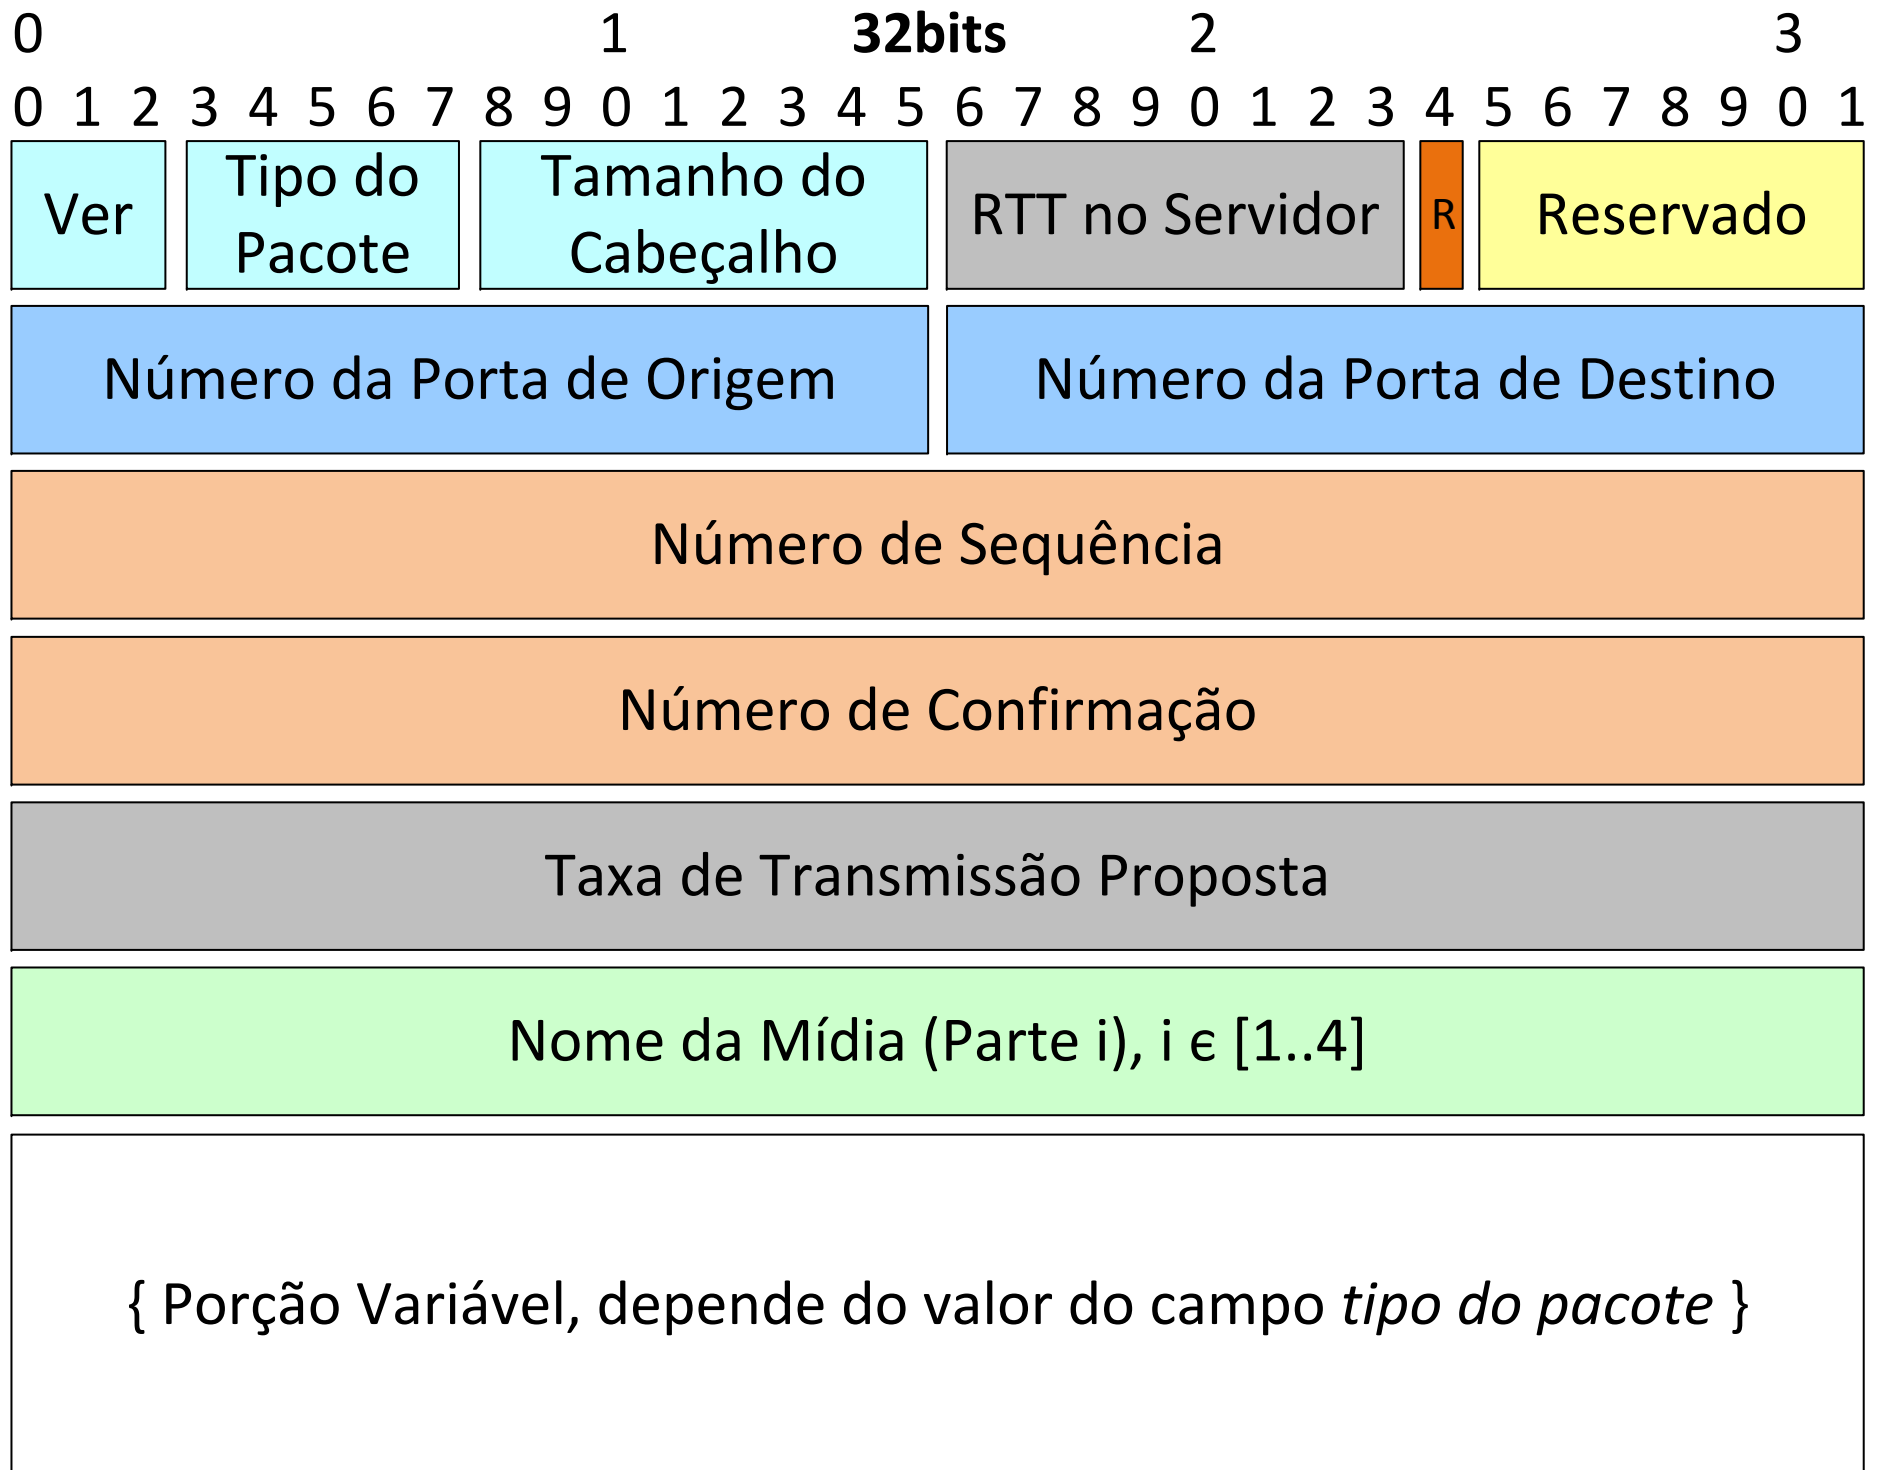 0 1 32bits 2 3
0 1 2 3 4 5 6 7 8 9 0 1 2 3 4 5 6 7 8 9 0 1 2 3 4 5 6 7 8 9 0 1
Ver
Tipo do
Pacote
Tamanho do
Cabeçalho
RTT no Servidor
R
Reservado
Número da Porta de Origem
Número da Porta de Destino
Número de Sequência
Número de Confirmação
Taxa de Transmissão Proposta
Nome da Mídia (Parte i), i є [1..4]
{ Porção Variável, depende do valor do campo tipo do pacote }